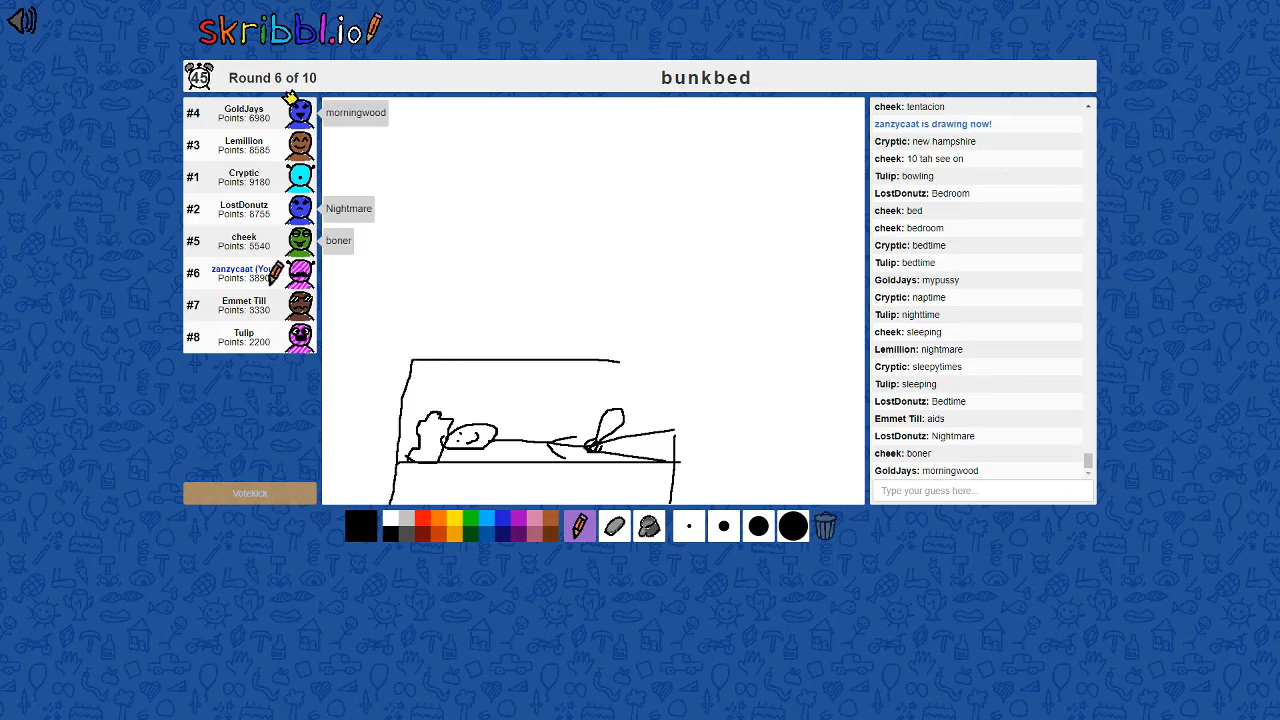 skribbl.io
45
Round 6 of 10
bunkbed
#4
GoldJays
Points: 6980
morningwood
#3
Lemillion
Points: 8585
#1
Cryptic
Points: 9180
#2
LostDonutz
Points: 8755
Nightmare
#5
cheek
Points: 5540
boner
#6
zanzycaat (You
Points: 3890
#7
Emmet Till
Points: 3330
#8
Tulip
Points: 2200
Votekick
cheek: tentacion
zanzycaat is drawing now!
Cryptic: new hampshire
cheek: 10 tah see on
Tulip: bowling
LostDonutz: Bedroom
cheek: bed
cheek: bedroom
Cryptic: bedtime
Tulip: bedtime
GoldJays: mypussy
Cryptic: naptime
Tulip: nighttime
cheek: sleeping
Lemillion: nightmare
Cryptic: sleepytimes
Tulip: sleeping
LostDonutz: Bedtime
Emmet Till: aids
LostDonutz: Nightmare
cheek: boner
GoldJays: morningwood
Type your guess here...